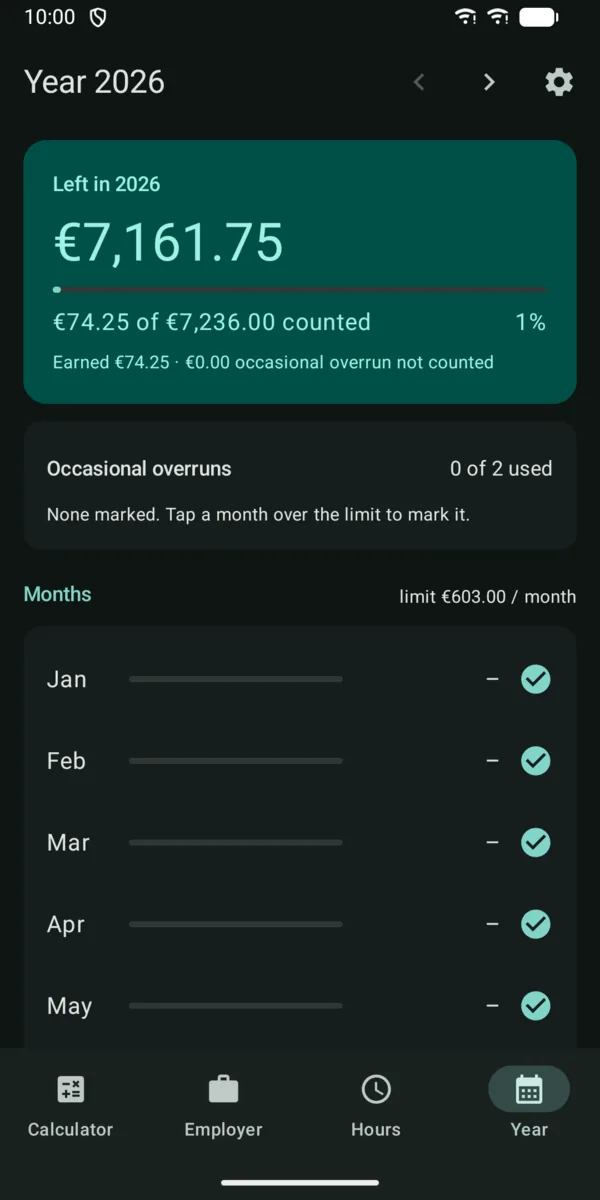 10:00
Year 2026
Left in 2026
€7,161.75
€74.25 of €7,236.00 counted 1%
Earned €74.25 · €0.00 occasional overrun not counted
Occasional overruns 0 of 2 used
None marked. Tap a month over the limit to mark it.
Months limit €603.00 / month
Jan –
Feb –
Mar –
Apr –
May –
Calculator Employer Hours Year